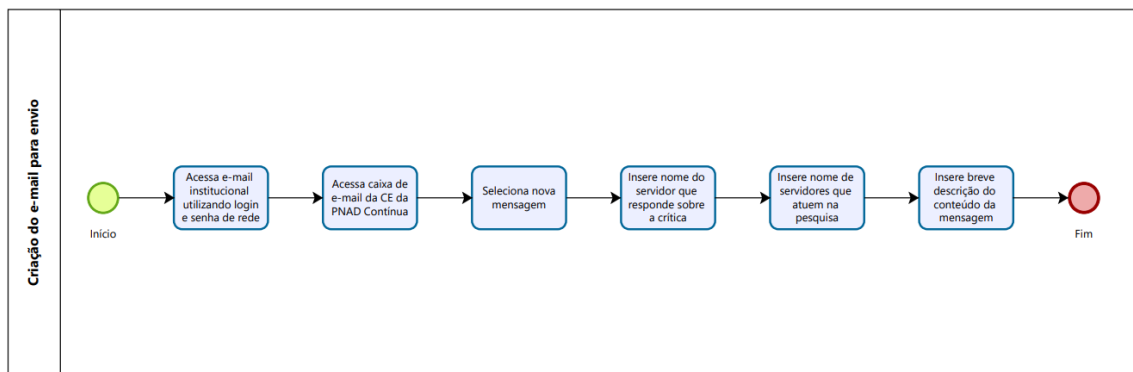 Criação do e-mail para envio
Início
Acessa e-mail
institucional
utilizando login
e senha de rede
Acessa caixa de
e-mail da CE da
PNAD Contínua
Seleciona nova
mensagem
Insere nome do
servidor que
responde sobre
a critica
Insere nome de
servidores que
atuem na
pesquisa
Insere breve
descrição do
conteúdo da
mensagem
Fim